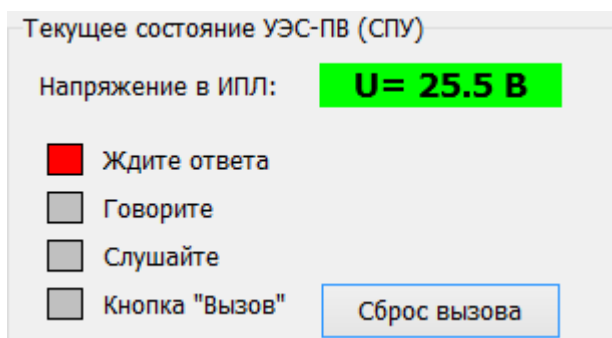 Текущее состояние УЭС-ПВ (СПУ)
Напряжение в ИПЛ: U= 25.5 В
Ждите ответа
Говорите
Слушайте
Кнопка "Вызов"
Сброс вызова